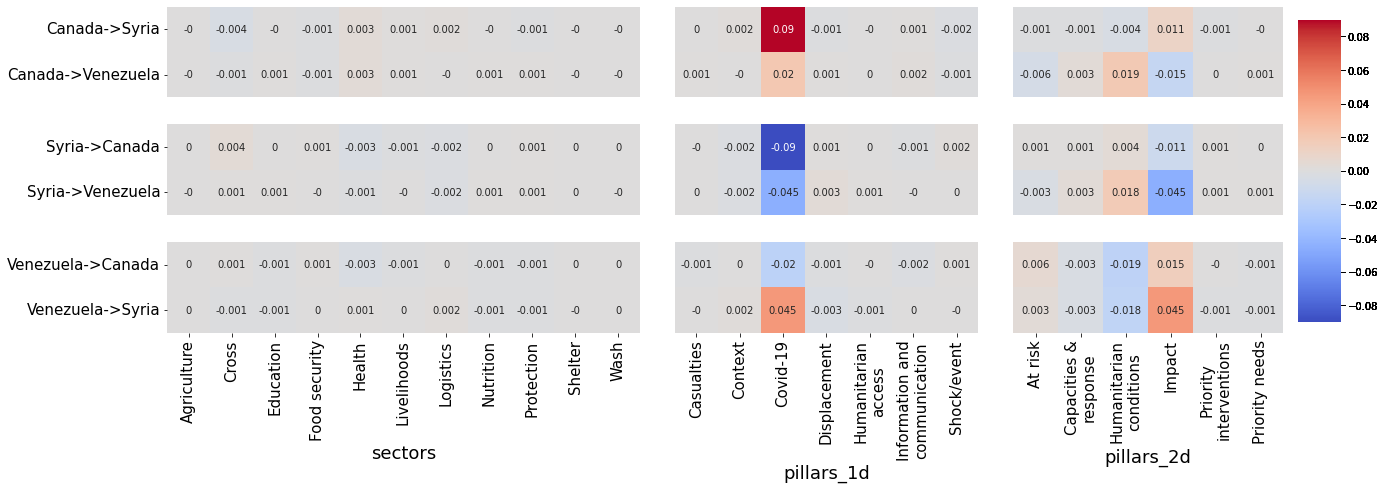 Canada->Syria -0 -0.004 -0 -0.001 0.003 0.001 0.002 -0 -0.001 -0 -0 0 0.002 0.09 -0.001 -0 0.001 -0.002 -0.001 -0.001 -0.004 0.011 -0.001 -0
Canada->Venezuela -0 -0.001 0.001 -0.001 0.003 0.001 -0 0.001 0.001 -0 -0 0.001 -0 0.02 0.001 0 0.002 -0.001 -0.006 0.003 0.019 -0.015 0 0.001
Syria->Canada 0 0.004 0 0.001 -0.003 -0.001 -0.002 0 0.001 0 0 -0 -0.002 -0.09 0.001 0 -0.001 0.002 0.001 0.001 0.004 -0.011 0.001 0
Syria->Venezuela -0 0.001 0.001 -0 -0.001 -0 -0.002 0.001 0.001 0 -0 0 -0.002 -0.045 0.003 0.001 -0 0 -0.003 0.003 0.018 -0.045 0.001 0.001
Venezuela->Canada 0 0.001 -0.001 0.001 -0.003 -0.001 0 -0.001 -0.001 0 0 -0.001 0 -0.02 -0.001 -0 -0.002 0.001 0.006 -0.003 -0.019 0.015 -0 -0.001
Venezuela->Syria 0 -0.001 -0.001 0 0.001 0 0.002 -0.001 -0.001 -0 0 -0 0.002 0.045 -0.003 -0.001 0 -0 0.003 -0.003 -0.018 0.045 -0.001 -0.001
Agriculture
Cross
Education
Food security
Health
Livelihoods
Logistics
Nutrition
Protection
Shelter
Wash
sectors
Casualties
Context
Covid-19
Displacement
Humanitarian
access
Information and
communication
Shock/event
pillars_1d
At risk
Capacities &
response
Humanitarian
conditions
Impact
Priority
interventions
Priority needs
pillars_2d
0.08
0.06
0.04
0.02
0.00
−0.02
−0.04
−0.06
−0.08